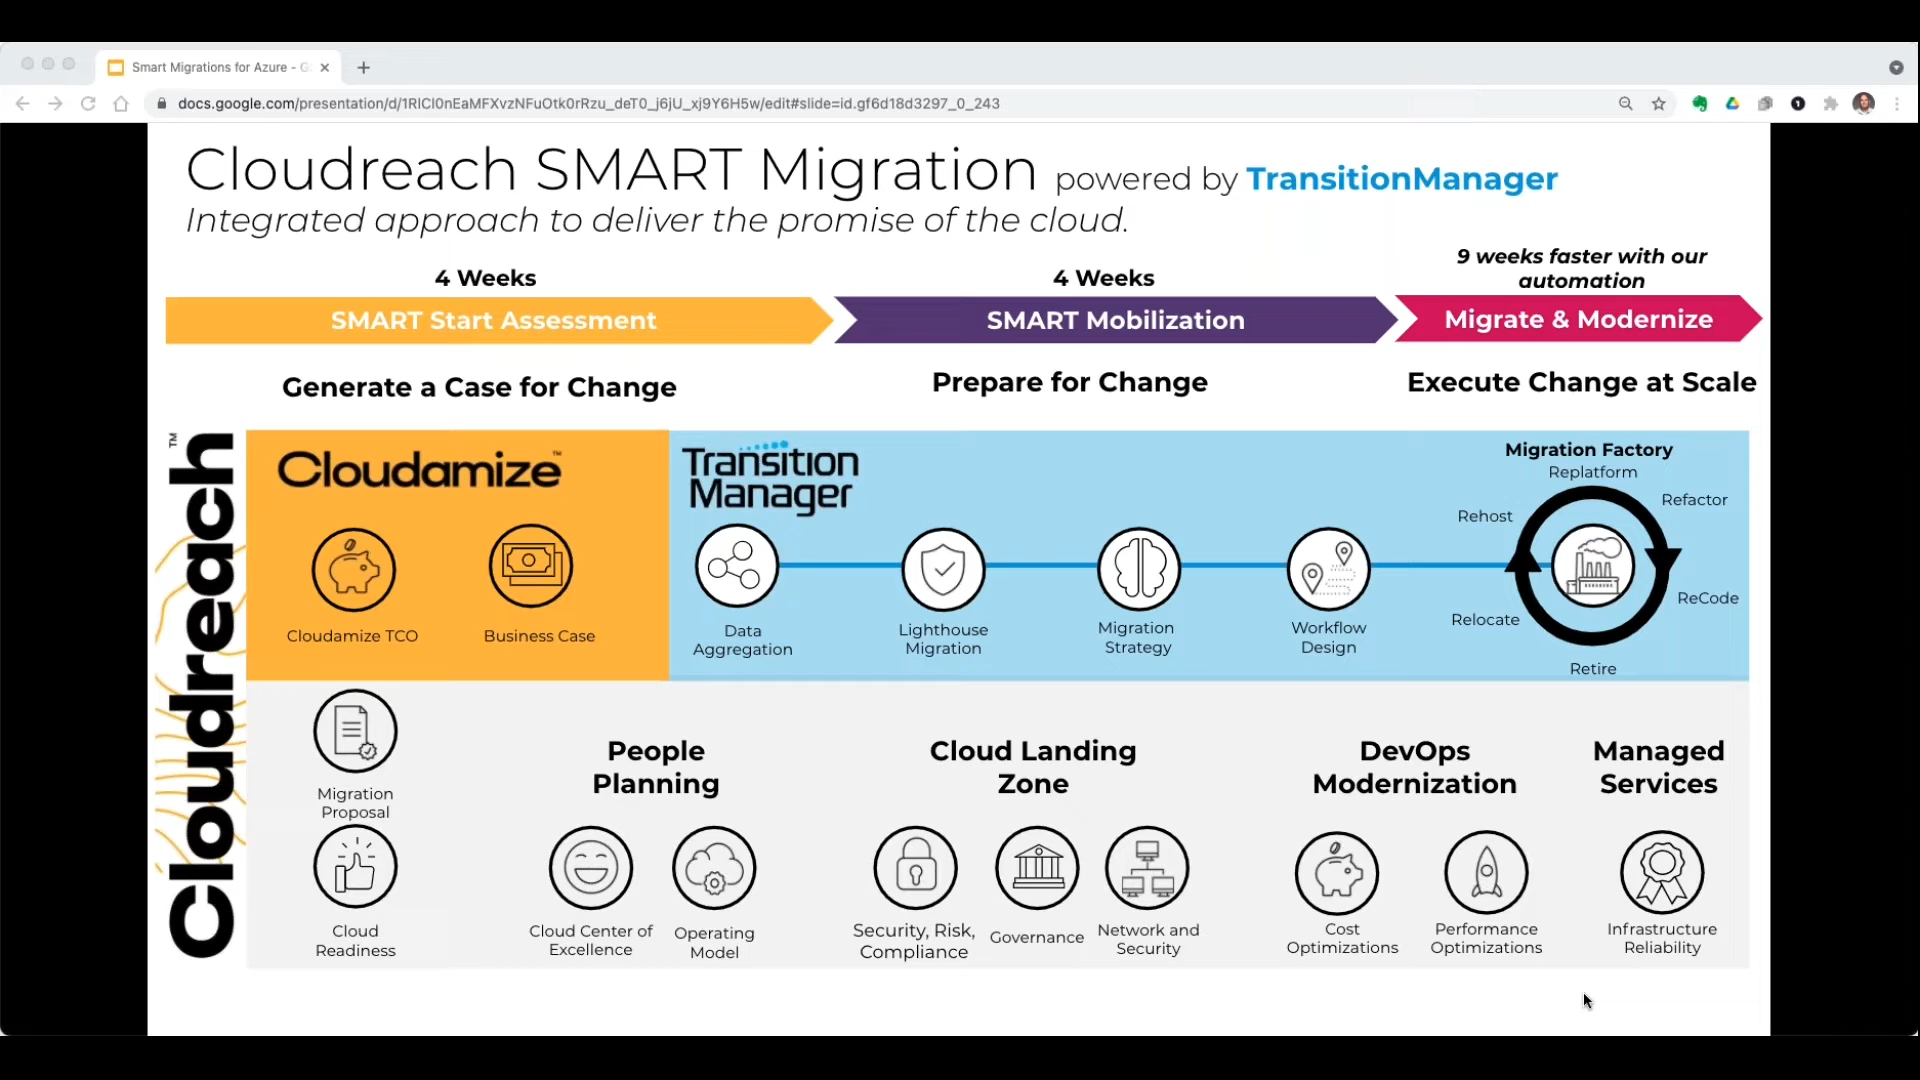 Smart Migrations for Azure - G
docs.google.com/presentation/d/1RlCl0nEaMFXvzNFuOtk0rRzu_deT0_j6jU_xj9Y6H5w/edit#slide=id.gf6d18d3297_0_243
Cloudreach SMART Migration powered by TransitionManager
Integrated approach to deliver the promise of the cloud.
4 Weeks
SMART Start Assessment
Generate a Case for Change
4 Weeks
SMART Mobilization
Prepare for Change
9 weeks faster with our
automation
Migrate & Modernize
Execute Change at Scale
Cloudreach™
Cloudamize™
Cloudamize TCO
Business Case
Transition
Manager
Data
Aggregation
Lighthouse
Migration
Migration
Strategy
Workflow
Design
Migration Factory
Replatform
Refactor
Rehost
ReCode
Relocate
Retire
Migration
Proposal
Cloud
Readiness
People
Planning
Cloud Center of
Excellence
Operating
Model
Cloud Landing
Zone
Security, Risk,
Compliance
Governance
Network and
Security
DevOps
Modernization
Cost
Optimizations
Performance
Optimizations
Managed
Services
Infrastructure
Reliability